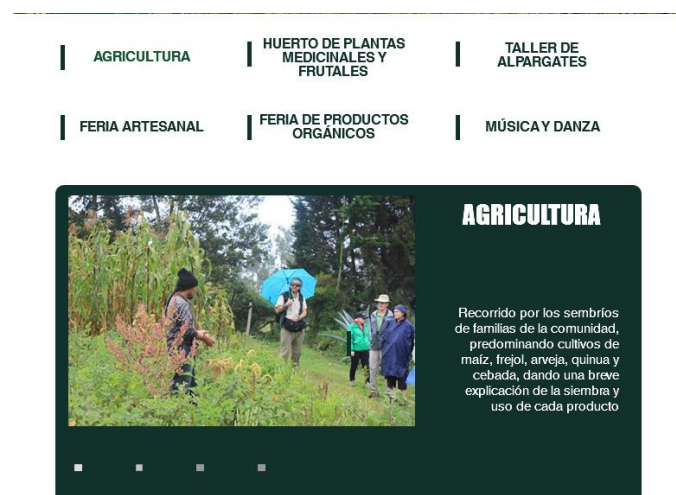 AGRICULTURA
HUERTO DE PLANTAS
MEDICINALES Y
FRUTALES
TALLER DE
ALPARGATES
FERIA ARTESANAL
FERIA DE PRODUCTOS
ORGÁNICOS
MÚSICA Y DANZA
AGRICULTURA
Recorrido por los sembríos
de familias de la comunidad,
predominando cultivos de
maíz, frejol, arveja, quinua y
cebada, dando una breve
explicación de la siembra y
uso de cada producto